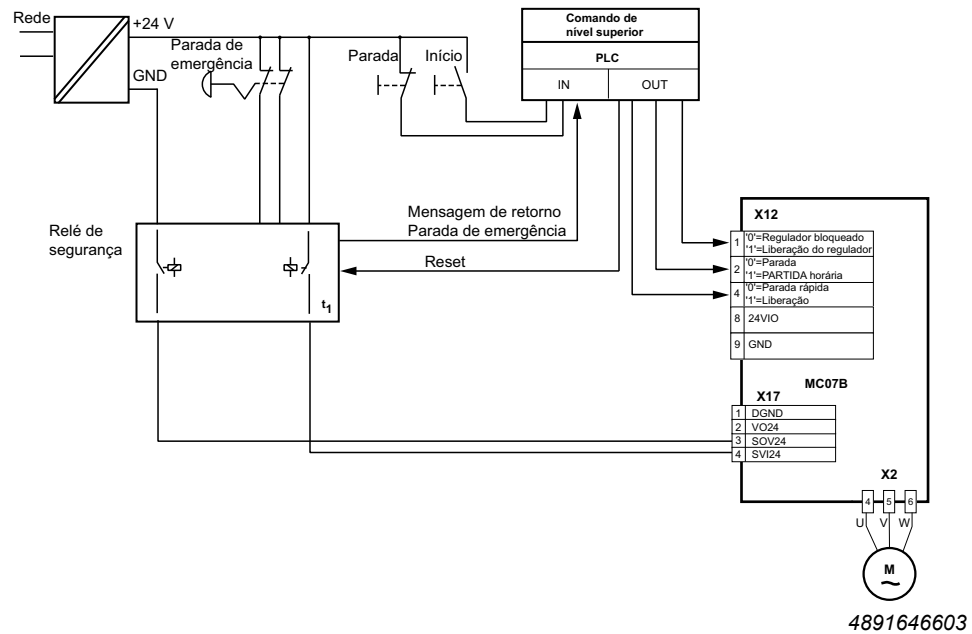 Rede
+24 V
GND
Parada de
emergência
Parada
Início
Comando de
nível superior
PLC
IN
OUT
Relé de
segurança
t1
Mensagem de retorno
Parada de emergência
Reset
X12
1 '0'=Regulador bloqueado
'1'=Liberação do regulador
2 '0'=Parada
'1'=PARTIDA horária
4 '0'=Parada rápida
'1'=Liberação
8 24VIO
9 GND
MC07B
X17
1 DGND
2 VO24
3 SOV24
4 SVI24
X2
4 5 6
U V W
M
4891646603